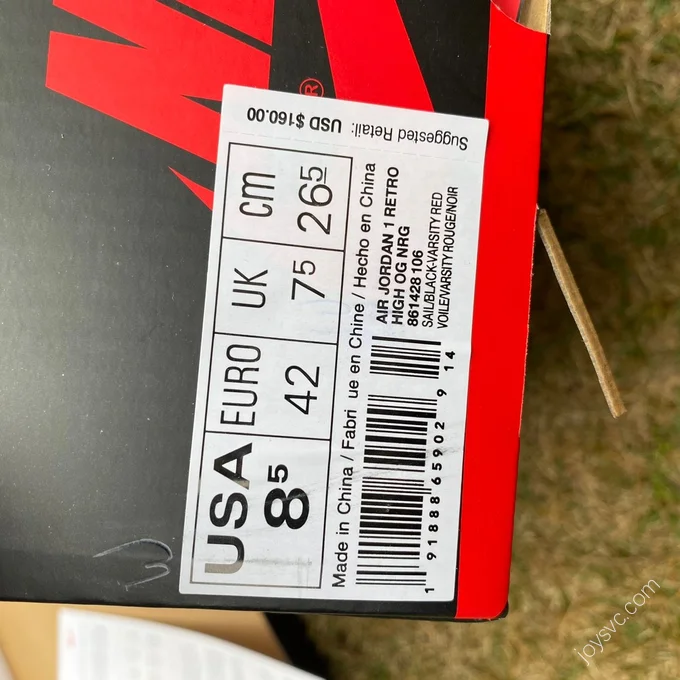 Suggested Retail: USD $160.00
USA EURO UK cm
8⁵ 42 7⁵ 26⁵
Made in China / Fabri ue en Chine / Hecho en China
AIR JORDAN 1 RETRO
HIGH OG NRG
861428 106
SAIL/BLACK-VARSITY RED
VOILE/VARSITY ROUGE/NOIR
1 91888 65902 9 14
®
joysvc.com